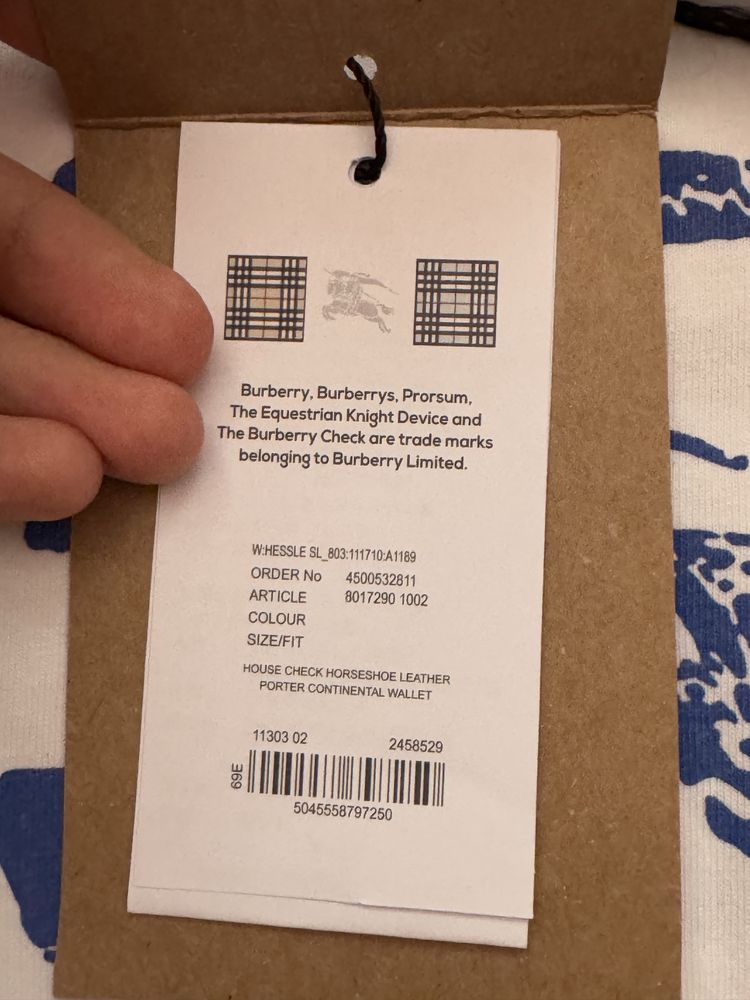 Burberry, Burberrys, Prorsum,
The Equestrian Knight Device and
The Burberry Check are trade marks
belonging to Burberry Limited.
W:HESSLE SL_803:111710:A1189
ORDER No 4500532811
ARTICLE 8017290 1002
COLOUR
SIZE/FIT
HOUSE CHECK HORSESHOE LEATHER
PORTER CONTINENTAL WALLET
11303 02 2458529
69E
5045558797250